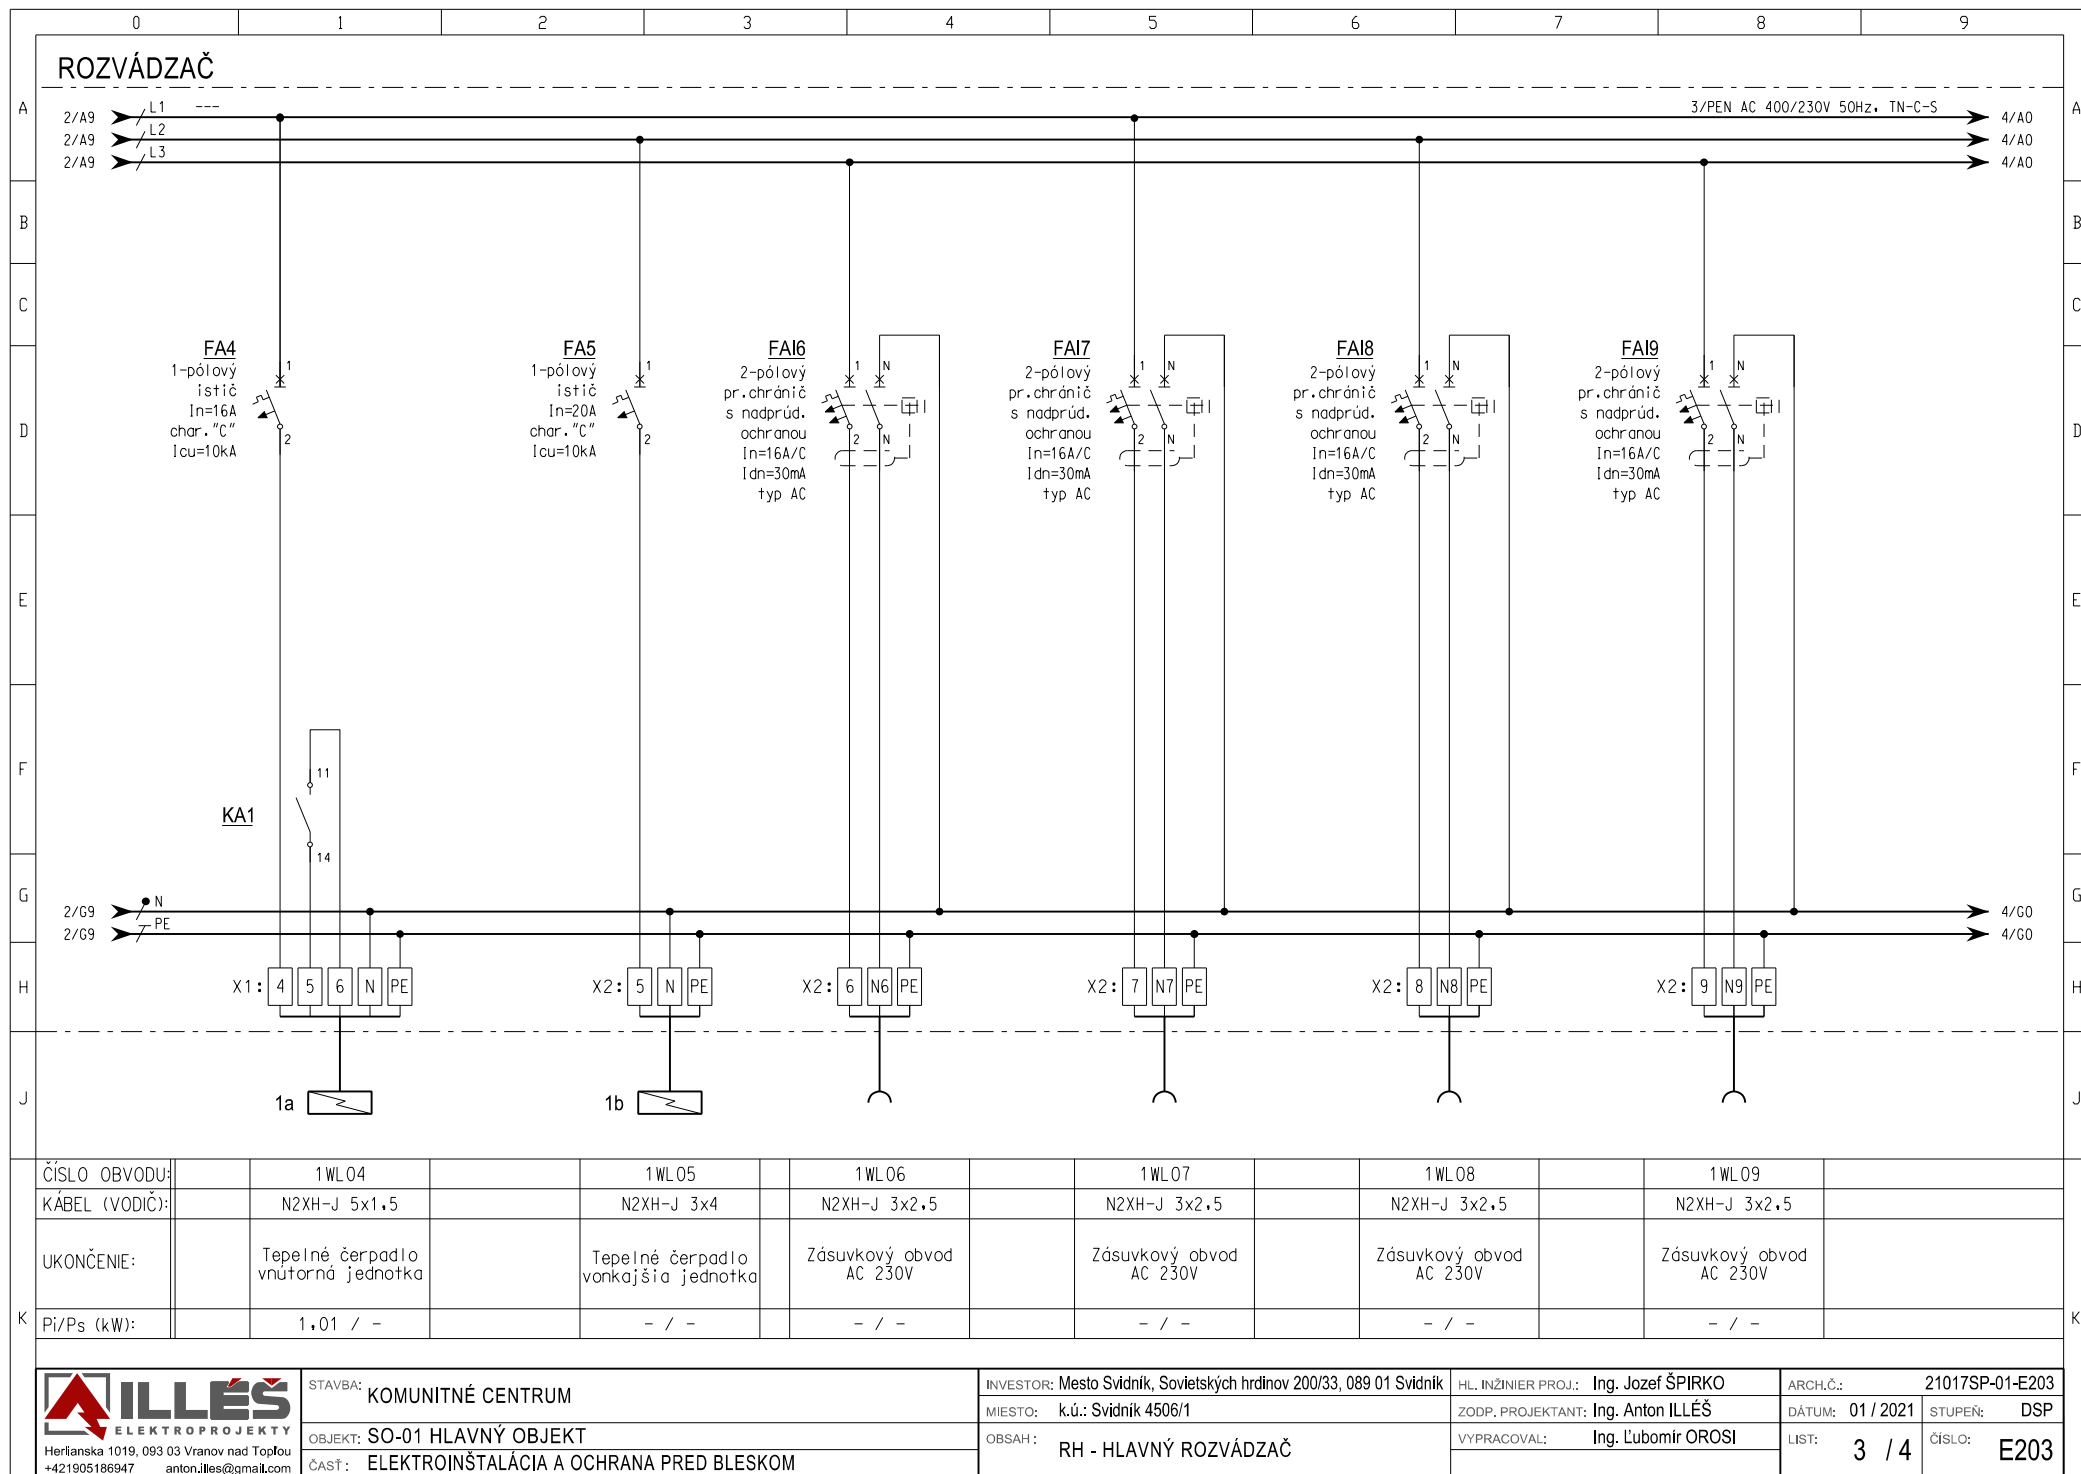 0 1 2 3 4 5 6 7 8 9
ROZVÁDZAČ
A A
2/A9 L1 --- 3/PEN AC 400/230V 50Hz, TN-C-S 4/A0
2/A9 L2 4/A0
2/A9 L3 4/A0
B B
C C
D D
E E
F F
G G
H H
J J
K K
FA4
1-pólový
istič
In=16A
char."C"
Icu=10kA
1
2
FA5
1-pólový
istič
In=20A
char."C"
Icu=10kA
1
2
FAI6
2-pólový
pr.chránič
s nadprúd.
ochranou
In=16A/C
Idn=30mA
typ AC
1 N
2 N
FAI7
2-pólový
pr.chránič
s nadprúd.
ochranou
In=16A/C
Idn=30mA
typ AC
1 N
2 N
FAI8
2-pólový
pr.chránič
s nadprúd.
ochranou
In=16A/C
Idn=30mA
typ AC
1 N
2 N
FAI9
2-pólový
pr.chránič
s nadprúd.
ochranou
In=16A/C
Idn=30mA
typ AC
1 N
2 N
KA1
11
14
2/G9 N 4/G0
2/G9 PE 4/G0
X1: 4 5 6 N PE
X2: 5 N PE
X2: 6 N6 PE
X2: 7 N7 PE
X2: 8 N8 PE
X2: 9 N9 PE
1a
1b
ČÍSLO OBVODU: 1WL04 1WL05 1WL06 1WL07 1WL08 1WL09
KÁBEL (VODIČ): N2XH-J 5x1,5 N2XH-J 3x4 N2XH-J 3x2,5 N2XH-J 3x2,5 N2XH-J 3x2,5 N2XH-J 3x2,5
UKONČENIE:
Tepelné čerpadlo
vnútorná jednotka
Tepelné čerpadlo
vonkajšia jednotka
Zásuvkový obvod
AC 230V
Zásuvkový obvod
AC 230V
Zásuvkový obvod
AC 230V
Zásuvkový obvod
AC 230V
Pi/Ps (kW): 1,01 / - - / - - / - - / - - / - - / -
ILLÉŠ
ELEKTROPROJEKTY
Herlianska 1019, 093 03 Vranov nad Topľou
+421905186947 anton.illes@gmail.com
STAVBA: KOMUNITNÉ CENTRUM
OBJEKT: SO-01 HLAVNÝ OBJEKT
ČASŤ: ELEKTROINŠTALÁCIA A OCHRANA PRED BLESKOM
INVESTOR: Mesto Svidník, Sovietských hrdinov 200/33, 089 01 Svidník
MIESTO: k.ú.: Svidník 4506/1
OBSAH: RH - HLAVNÝ ROZVÁDZAČ
HL. INŽINIER PROJ.: Ing. Jozef ŠPIRKO
ZODP. PROJEKTANT: Ing. Anton ILLÉŠ
VYPRACOVAL: Ing. Ľubomír OROSI
ARCH.Č.: 21017SP-01-E203
DÁTUM: 01 / 2021 STUPEŇ: DSP
LIST: 3 / 4 ČÍSLO: E203